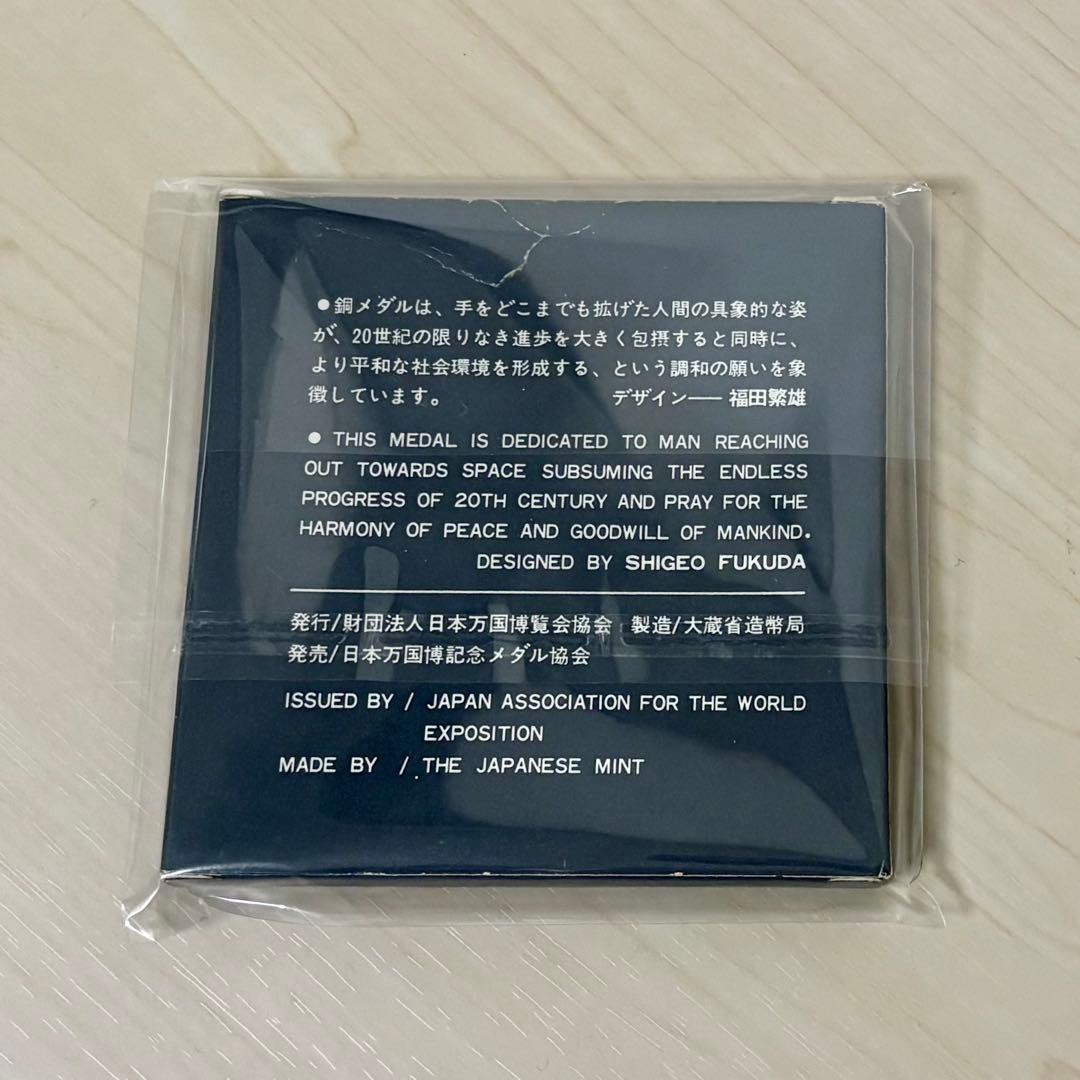 ●銅メダルは、手をどこまでも拡げた人間の具象的な姿
が、20世紀の限りなき進歩を大きく包摂すると同時に、
より平和な社会環境を形成する、という調和の願いを象
徴しています。 デザイン——福田繁雄
● THIS MEDAL IS DEDICATED TO MAN REACHING
OUT TOWARDS SPACE SUBSUMING THE ENDLESS
PROGRESS OF 20TH CENTURY AND PRAY FOR THE
HARMONY OF PEACE AND GOODWILL OF MANKIND.
DESIGNED BY SHIGEO FUKUDA
発行/財団法人日本万国博覧会協会 製造/大蔵省造幣局
発売/日本万国博記念メダル協会
ISSUED BY / JAPAN ASSOCIATION FOR THE WORLD
EXPOSITION
MADE BY / THE JAPANESE MINT